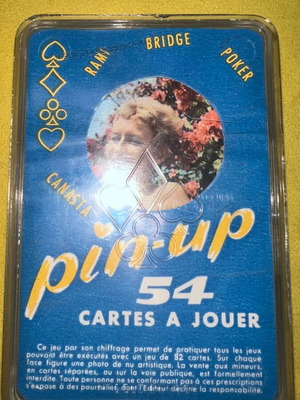 RAMI BRIDGE POKER
CANASTA
pin-up
54
CARTES A JOUER
Ce jeu par son chiffrage permet de pratiquer tous les jeux
pouvant être exécutés avec un jeu de 52 cartes. Sur chaque
face figure une photo de nu artistique. La vente aux mineurs,
en cartes séparées, ou sur la voie publique, est formellement
interdite. Toute personne ne se conformant pas à ces prescriptions
s'expose à des poursuites dont l'Editeur décline la responsabilité.